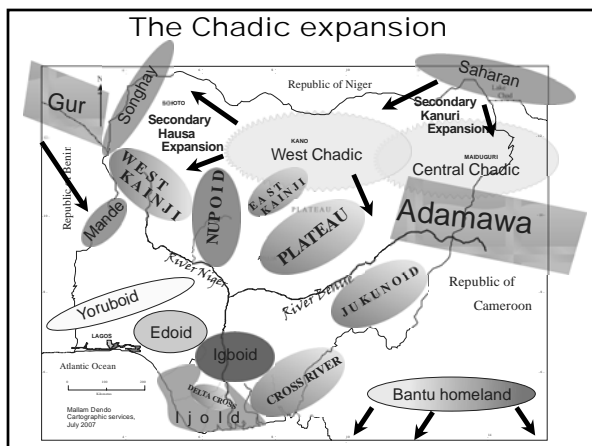 The Chadic expansion
Republic of Niger
Saharan
Lake
Chad
Songhay
Gur
N
SOKOTO
Secondary
Hausa
Expansion
Secondary
Kanuri
Expansion
KANO
West Chadic
MAIDUGURI
Central Chadic
Republic of Benin
WEST
KAINJI
NUPOID
EAST
KAINJI
PLATEAU
PLATEAU
Adamawa
Mande
River Niger
River Benue
JUKUNOID
Republic of
Cameroon
Yoruboid
LAGOS
Edoid
Igboid
Atlantic Ocean
DELTA CROSS
CROSS RIVER
Ijoid
Bantu homeland
Kilometres
Mallam Dendo
Cartographic services,
July 2007